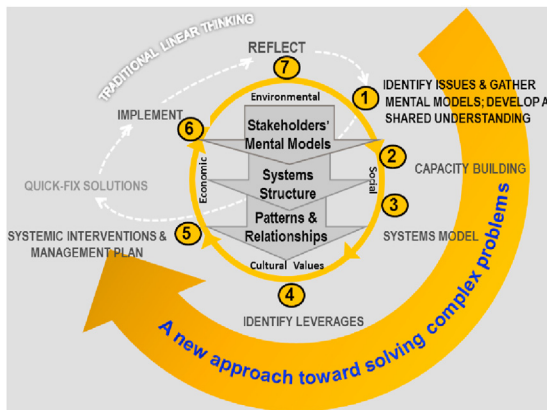 TRADITIONAL LINEAR THINKING
REFLECT
7
1
IDENTIFY ISSUES & GATHER
MENTAL MODELS; DEVELOP A
SHARED UNDERSTANDING
Environmental
IMPLEMENT
6
Stakeholders'
Mental Models
2
CAPACITY BUILDING
Economic
Systems
Structure
Social
QUICK-FIX SOLUTIONS
3
Patterns &
Relationships
SYSTEMIC INTERVENTIONS &
MANAGEMENT PLAN
5
SYSTEMS MODEL
Cultural Values
4
IDENTIFY LEVERAGES
A new approach toward solving complex problems